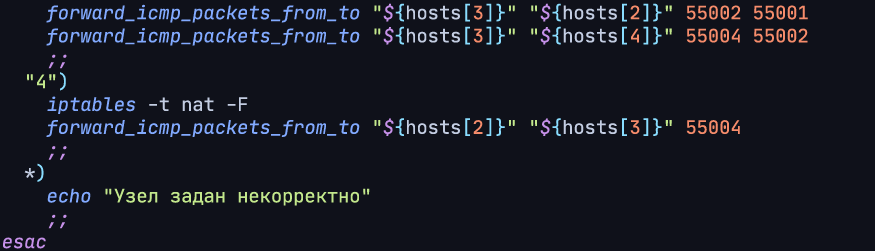 forward_icmp_packets_from_to "${hosts[3]}" "${hosts[2]}" 55002 55001
forward_icmp_packets_from_to "${hosts[3]}" "${hosts[4]}" 55004 55002
;;
"4")
iptables -t nat -F
forward_icmp_packets_from_to "${hosts[2]}" "${hosts[3]}" 55004
;;
*)
echo "Узел задан некорректно"
;;
esac